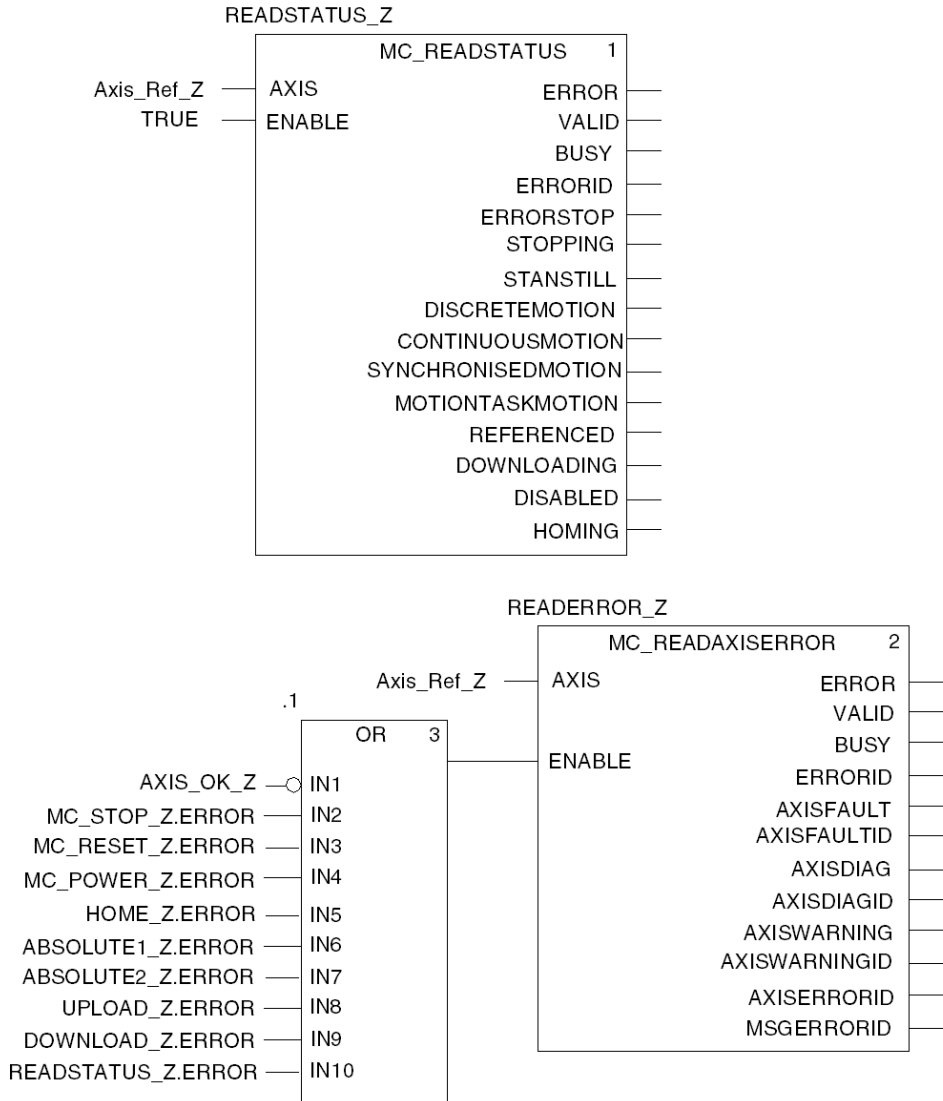 READSTATUS_Z
MC_READSTATUS 1
Axis_Ref_Z AXIS ERROR
TRUE ENABLE VALID
BUSY
ERRORID
ERRORSTOP
STOPPING
STANSTILL
DISCRETEMOTION
CONTINUOUSMOTION
SYNCHRONISEDMOTION
MOTIONTASKMOTION
REFERENCED
DOWNLOADING
DISABLED
HOMING
READERROR_Z
MC_READAXISERROR 2
Axis_Ref_Z AXIS ERROR
.1 VALID
OR 3 BUSY
ENABLE
AXIS_OK_Z IN1 ERRORID
MC_STOP_Z.ERROR IN2 AXISFAULT
MC_RESET_Z.ERROR IN3 AXISFAULTID
MC_POWER_Z.ERROR IN4 AXISDIAG
HOME_Z.ERROR IN5 AXISDIAGID
ABSOLUTE1_Z.ERROR IN6 AXISWARNING
ABSOLUTE2_Z.ERROR IN7 AXISWARNINGID
UPLOAD_Z.ERROR IN8 AXISERRORID
DOWNLOAD_Z.ERROR IN9 MSGERRORID
READSTATUS_Z.ERROR IN10